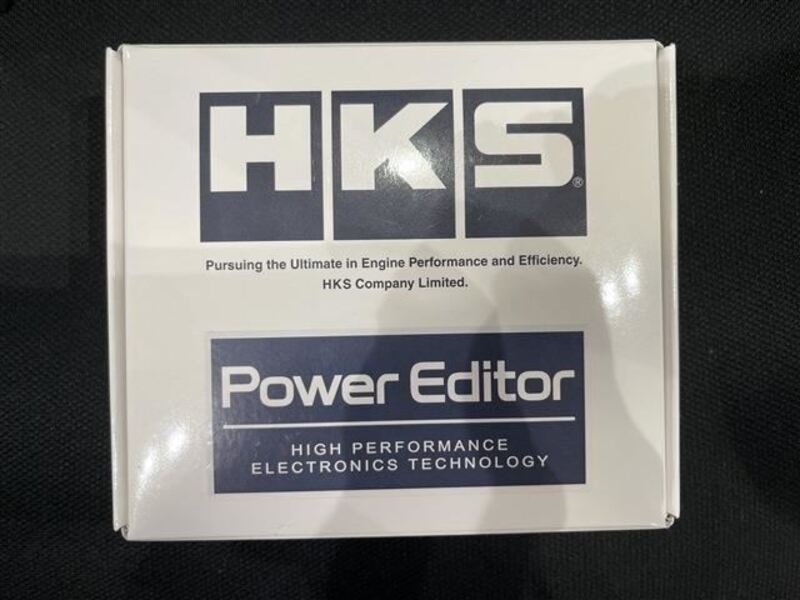 HKS®
Pursuing the Ultimate in Engine Performance and Efficiency.
HKS Company Limited.
Power Editor
HIGH PERFORMANCE
ELECTRONICS TECHNOLOGY